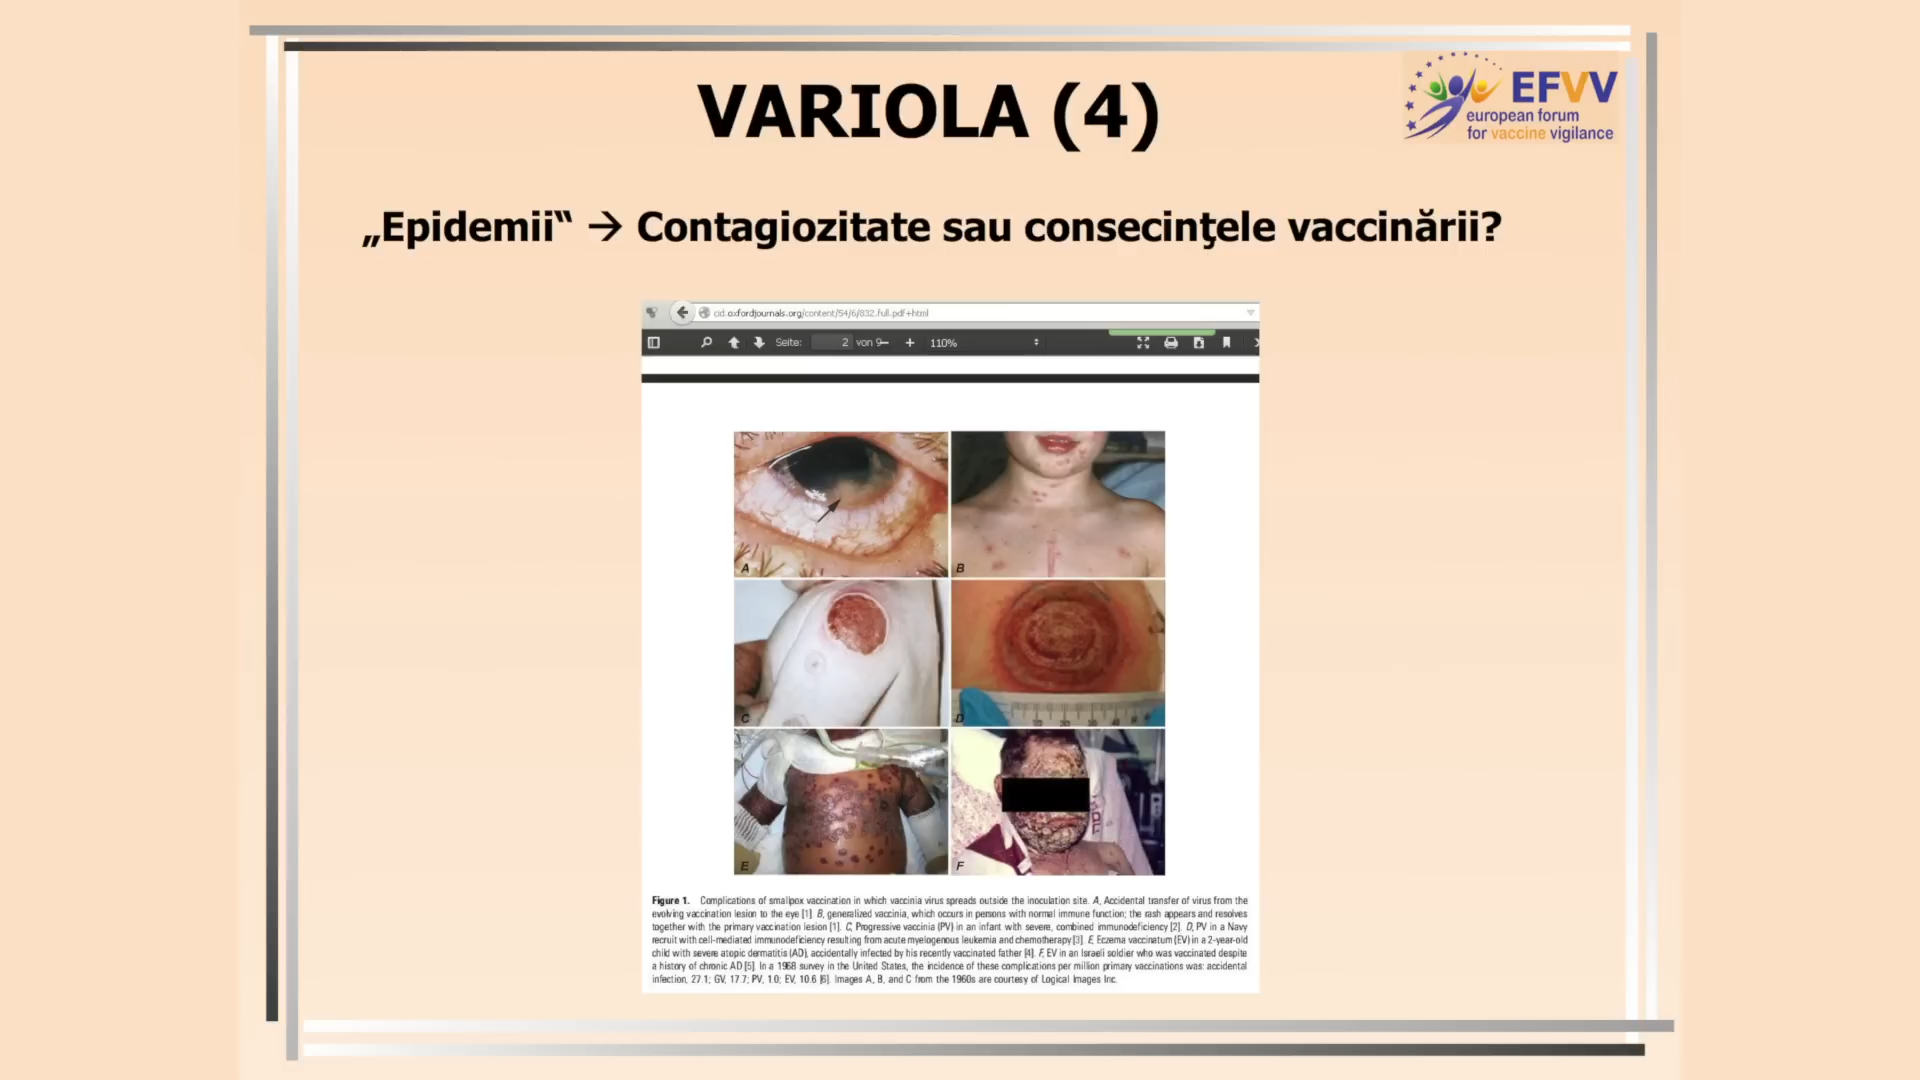 VARIOLA (4)
EFVV
european forum
for vaccine vigilance
„Epidemii“ → Contagiozitate sau consecinţele vaccinării?
cid.oxfordjournals.org/content/54/6/832.full.pdf+html
Seite: 2 von 9 − + 110%
A
B
C
D
E
F
Figure 1. Complications of smallpox vaccination in which vaccinia virus spreads outside the inoculation site. A, Accidental transfer of virus from the
evolving vaccination lesion to the eye [1]. B, generalized vaccinia, which occurs in persons with normal immune function; the rash appears and resolves
together with the primary vaccination lesion [1]. C, Progressive vaccinia (PV) in an infant with severe, combined immunodeficiency [2]. D, PV in a Navy
recruit with cell-mediated immunodeficiency resulting from acute myelogenous leukemia and chemotherapy [3]. E, Eczema vaccinatum (EV) in a 2-year-old
child with severe atopic dermatitis (AD), accidentally infected by his recently vaccinated father [4]. F, EV in an Israeli soldier who was vaccinated despite
a history of chronic AD [5]. In a 1968 survey in the United States, the incidence of these complications per million primary vaccinations was: accidental
infection, 27.1; GV, 17.7; PV, 1.0; EV, 10.6 [6]. Images A, B, and C from the 1960s are courtesy of Logical Images Inc.